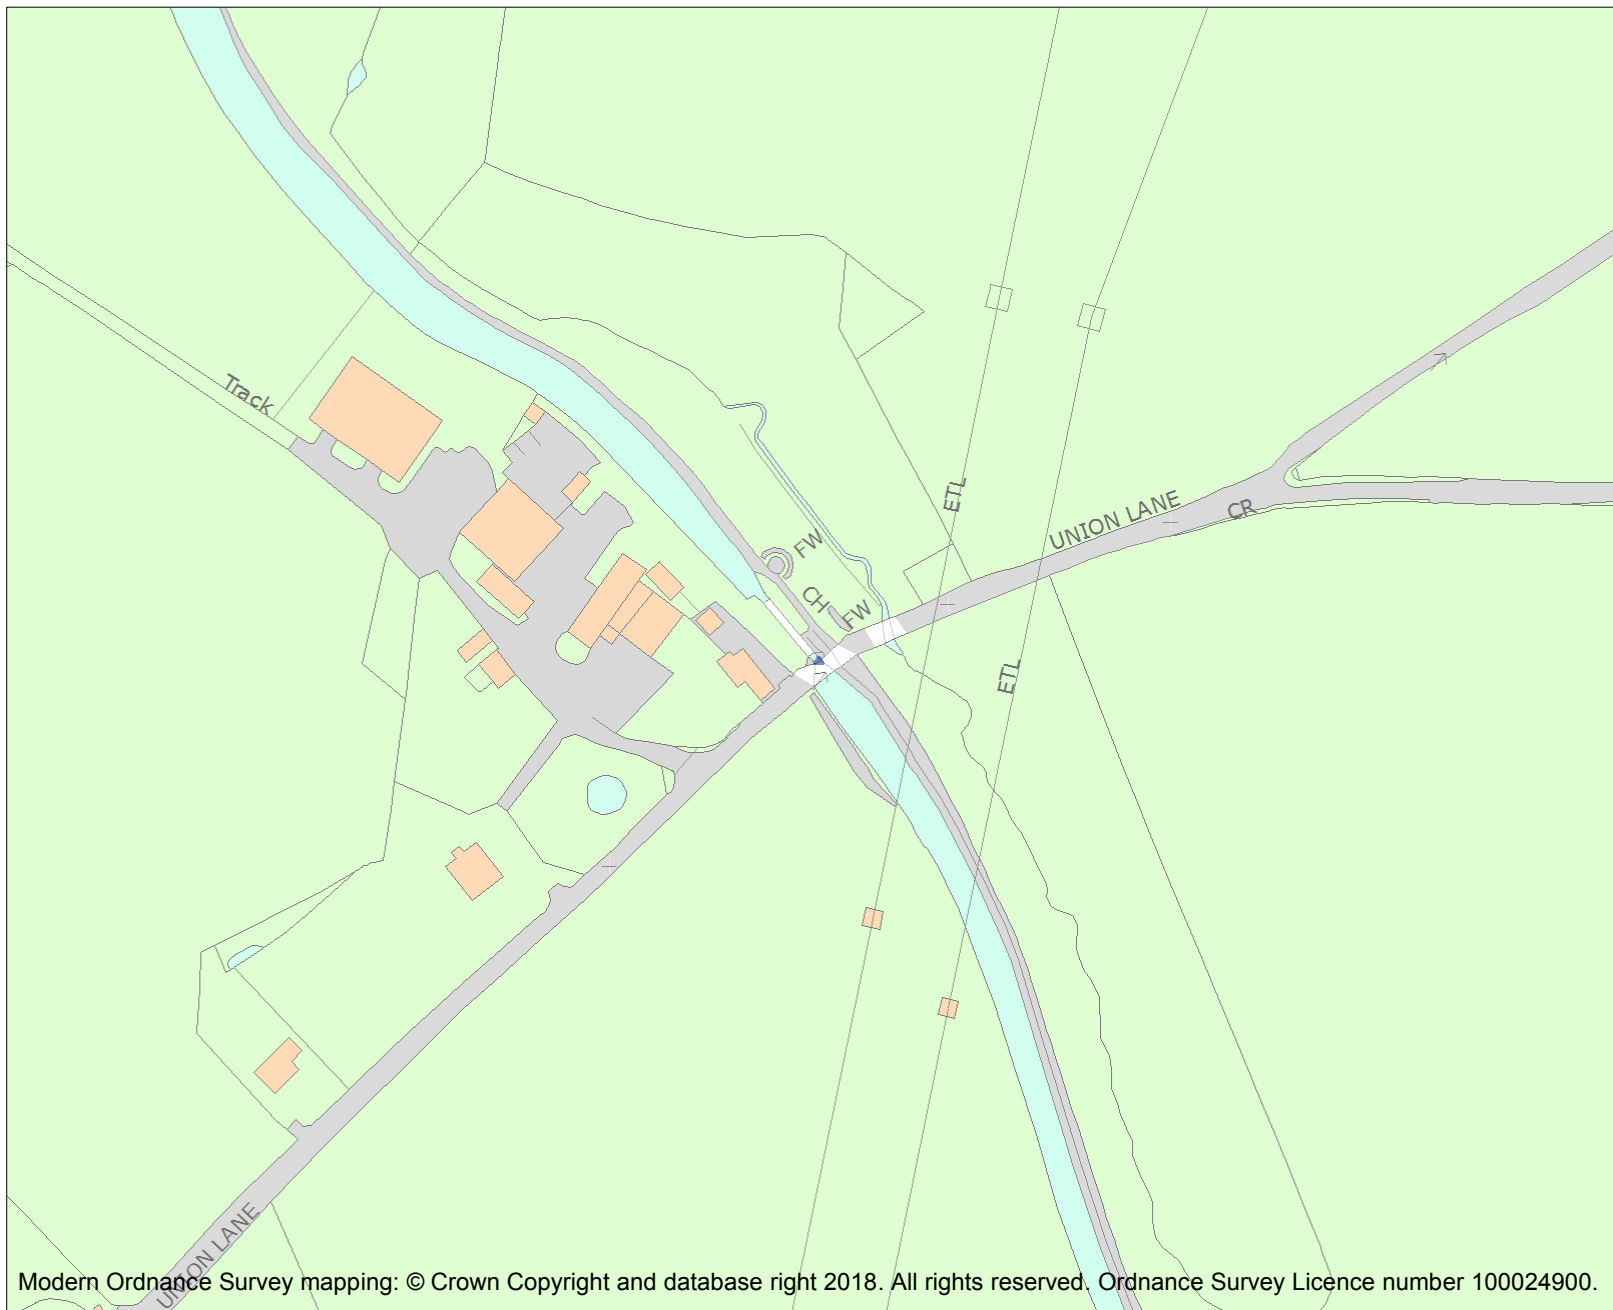 Track
ETL
UNION LANE
CR
FW
CH
FW
ETL
UNION LANE
Modern Ordnance Survey mapping: © Crown Copyright and database right 2018. All rights reserved. Ordnance Survey Licence number 100024900.